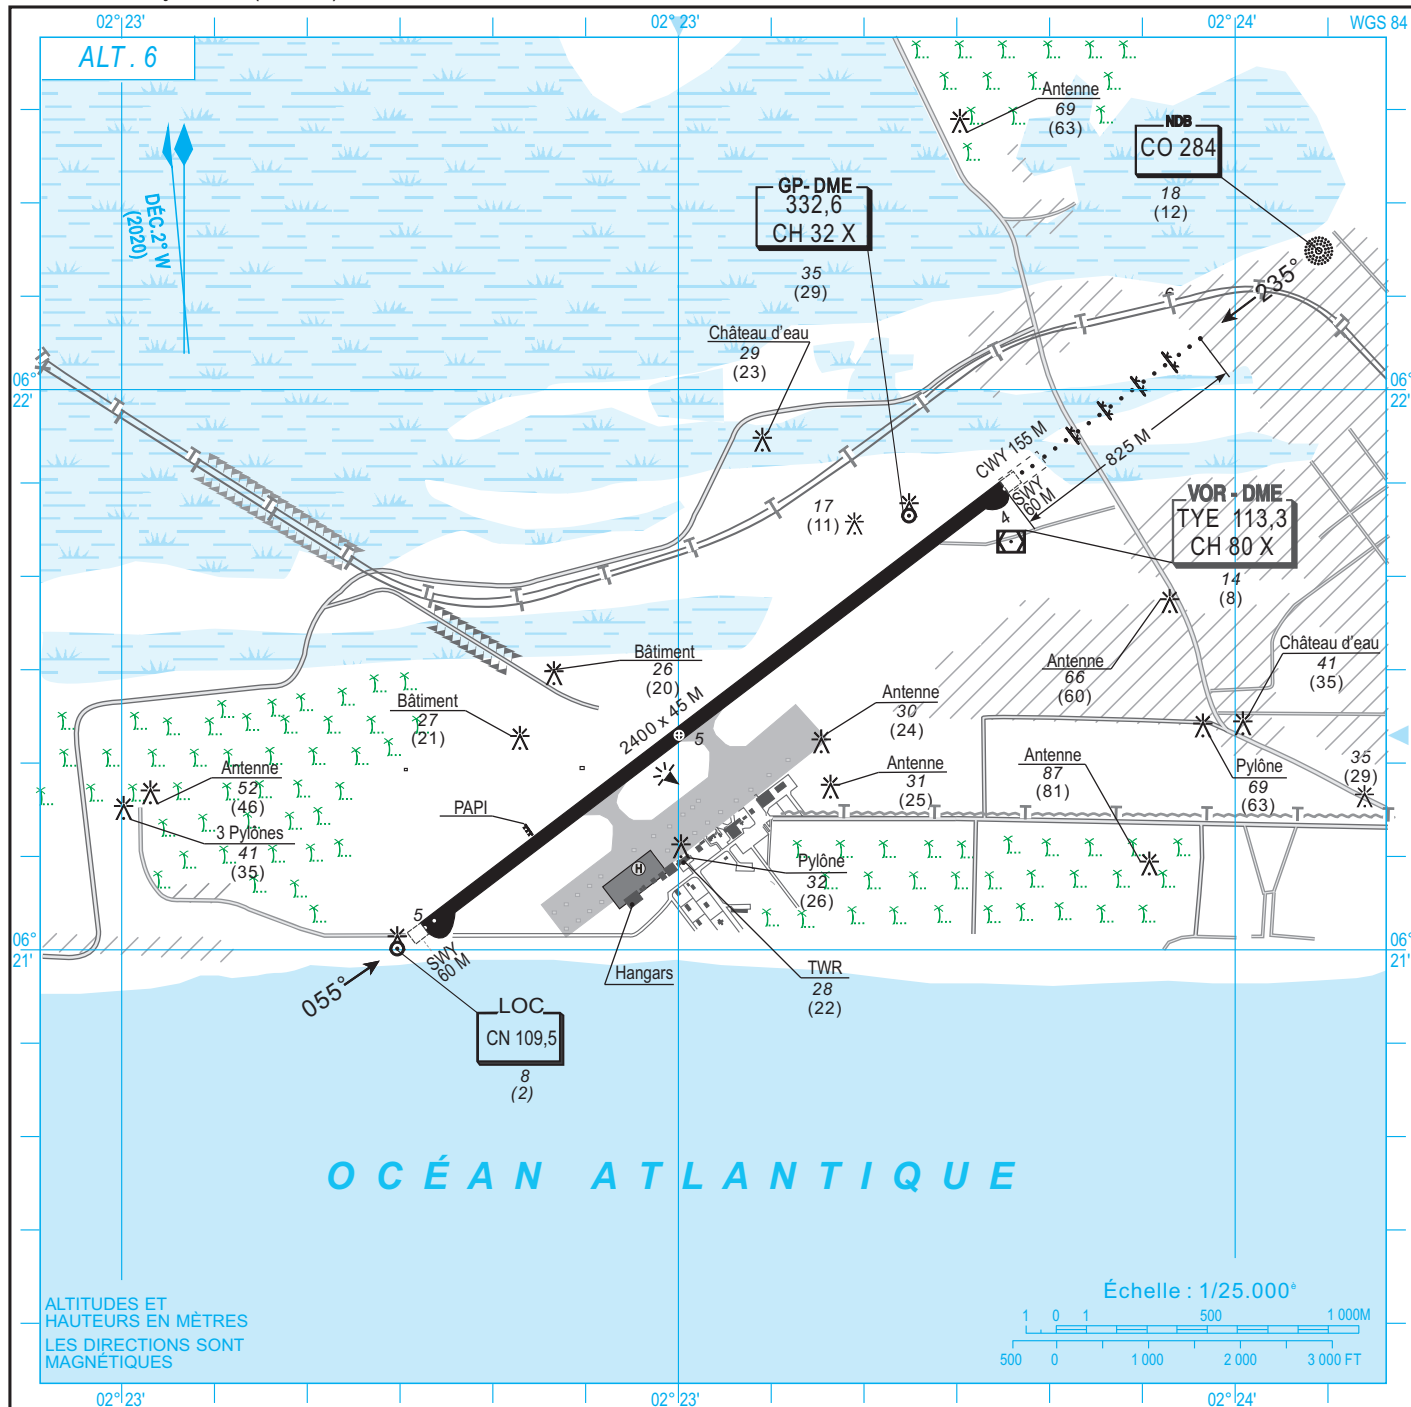 02° 23'
02° 23'
02° 24'
WGS 84
ALT. 6
DÉC.2° W
(2020)
Antenne
69
(63)
NDB
CO 284
18
(12)
GP-DME
332,6
CH 32 X
35
(29)
235°
Château d'eau
29
(23)
06°
22'
06°
22'
CWY 155 M
SWY
60 M
825 M
4
17
(11)
VOR - DME
TYE 113,3
CH 80 X
14
(8)
Château d'eau
41
(35)
Bâtiment
26
(20)
Antenne
66
(60)
Bâtiment
27
(21)
2400 x 45 M
5
Antenne
30
(24)
Antenne
52
(46)
Antenne
31
(25)
Antenne
87
(81)
Pylône
69
(63)
35
(29)
PAPI
3 Pylônes
41
(35)
H
Pylône
32
(26)
5
SWY
60 M
06°
21'
06°
21'
055°
Hangars
TWR
28
(22)
LOC
CN 109,5
8
(2)
OCÉAN ATLANTIQUE
ALTITUDES ET
HAUTEURS EN MÈTRES
LES DIRECTIONS SONT
MAGNÉTIQUES
Échelle : 1/25.000°
1 0 1 500 1 000M
500 0 1 000 2 000 3 000 FT
02° 23'
02° 23'
02° 24'